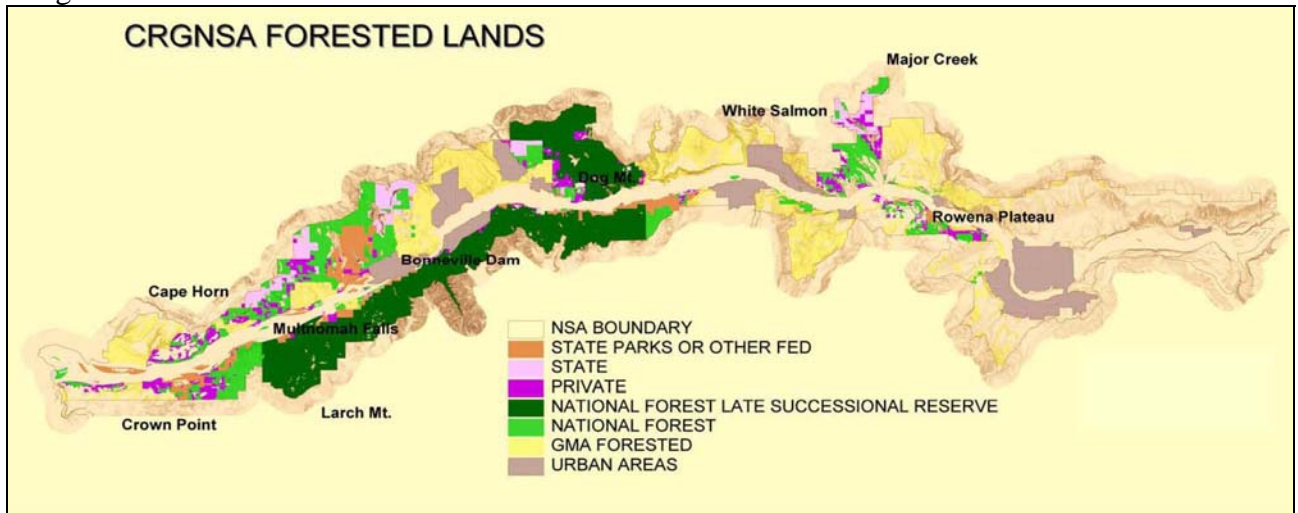 CRGNSA FORESTED LANDS
Major Creek
White Salmon
Dog Mt.
Rowena Plateau
Bonneville Dam
Cape Horn
Multnomah Falls
Larch Mt.
Crown Point
NSA BOUNDARY
STATE PARKS OR OTHER FED
STATE
PRIVATE
NATIONAL FOREST LATE SUCCESSIONAL RESERVE
NATIONAL FOREST
GMA FORESTED
URBAN AREAS